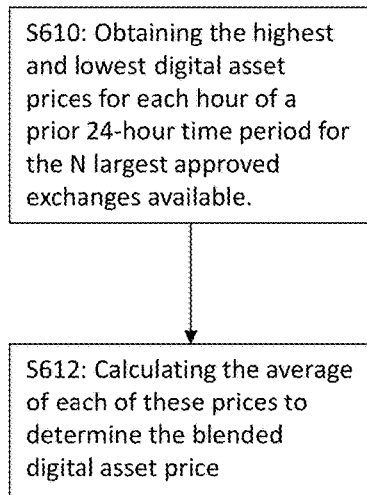 S610: Obtaining the highest
and lowest digital asset
prices for each hour of a
prior 24-hour time period for
the N largest approved
exchanges available.
S612: Calculating the average
of each of these prices to
determine the blended
digital asset price